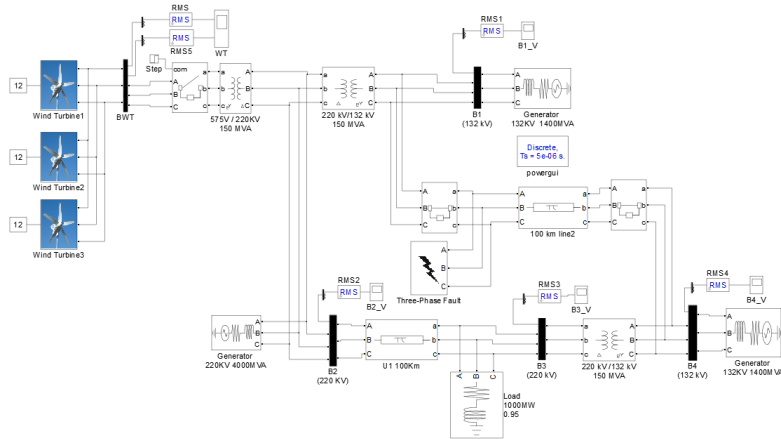 RMS
RMS
RMS
RMS5
WT
Step
com
A
B
C
a
b
c
BWT
12
Wind Turbine1
12
Wind Turbine2
12
Wind Turbine3
575V / 220KV
150 MVA
A
B
C
a
b
c
220 kV/132 kV
150 MVA
RMS1
RMS
B1_V
B1
(132 kV)
A
B
C
Generator
132KV 1400MVA
Discrete,
Ts = 5e-06 s.
powergui
A
B
C
a
b
c
A
B
C
a
b
c
100 km line2
A
B
C
a
b
c
A
B
C
Three-Phase Fault
RMS2
RMS
B2_V
RMS3
RMS
B3_V
RMS4
RMS
B4_V
A
B
C
Generator
220KV 4000MVA
B2
(220 KV)
A
B
C
a
b
c
U1 100Km
A B C
Load
1000MW
0.95
B3
(220 kV)
a
b
c
A
B
C
220 kV/132 kV
150 MVA
B4
(132 kV)
A
B
C
Generator
132KV 1400MVA